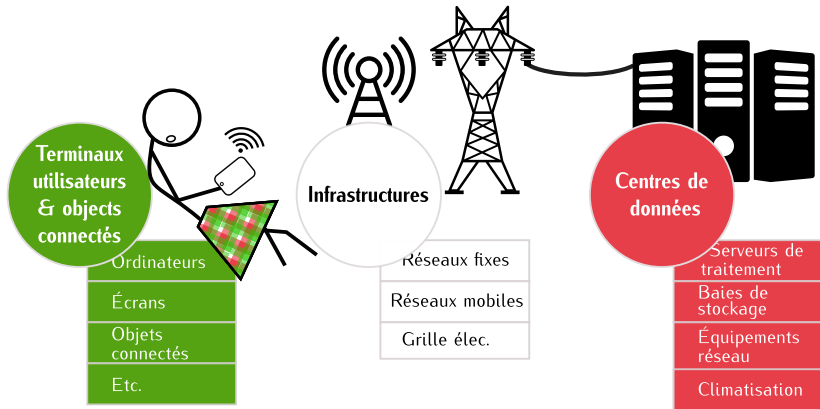 Terminaux
utilisateurs
& objects
connectés
Ordinateurs
Écrans
Objets
connectés
Etc.
Infrastructures
Réseaux fixes
Réseaux mobiles
Grille élec.
Centres de
données
Serveurs de
traitement
Baies de
stockage
Équipements
réseau
Climatisation